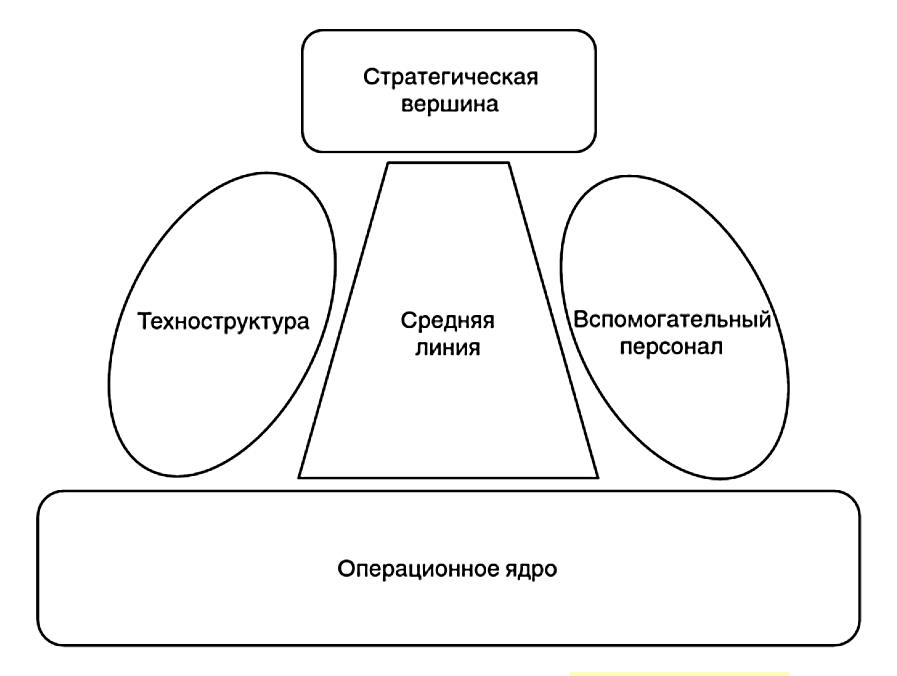 Стратегическая
вершина
Техноструктура
Средняя
линия
Вспомогательный
персонал
Операционное ядро